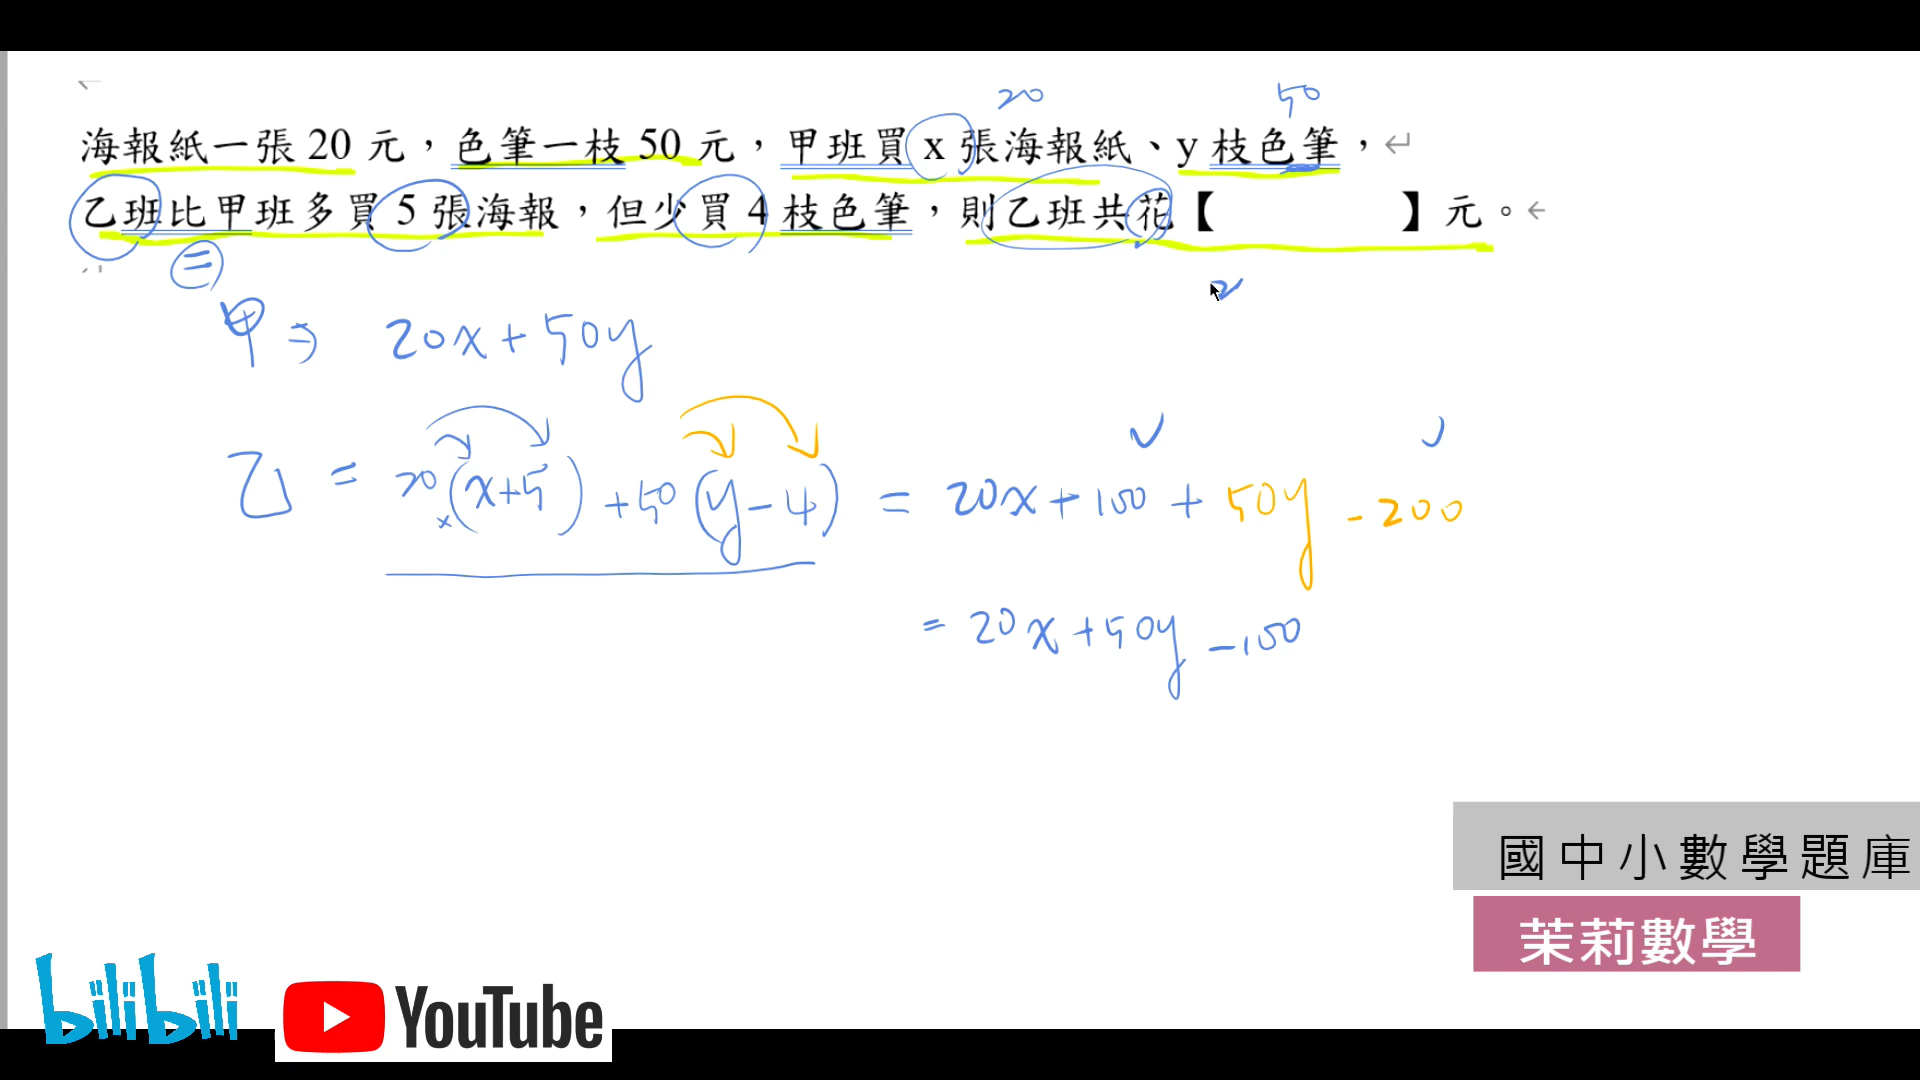 20 50
海報紙一張 20 元，色筆一枝 50 元，甲班買 x 張海報紙、y 枝色筆，
乙班比甲班多買 5 張海報，但少買 4 枝色筆，則乙班共花【 】元。
甲⇒ 20x+50y
乙 = 20(x+5)+50(y-4) = 20x+100+50y-200
= 20x+50y-100
國中小數學題庫
茉莉數學
bilibili YouTube